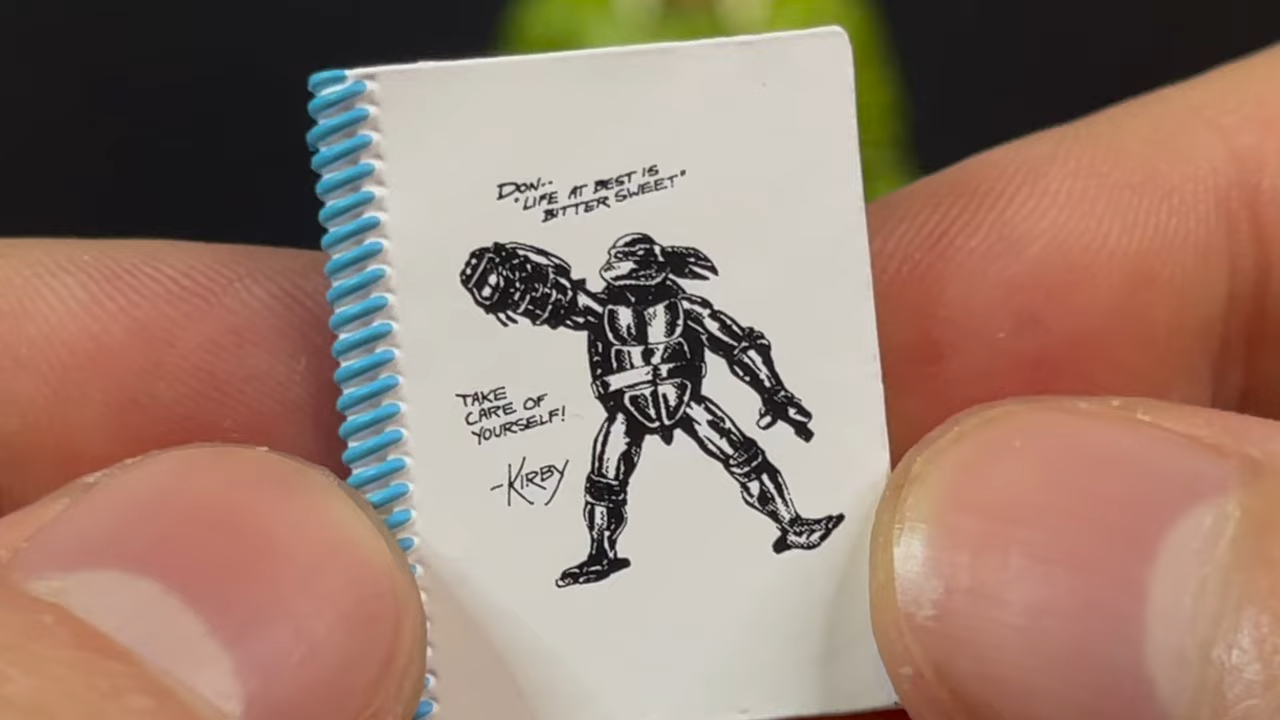 DON--
"LIFE AT BEST IS
BITTER SWEET"
TAKE
CARE OF
YOURSELF!
-KIRBY